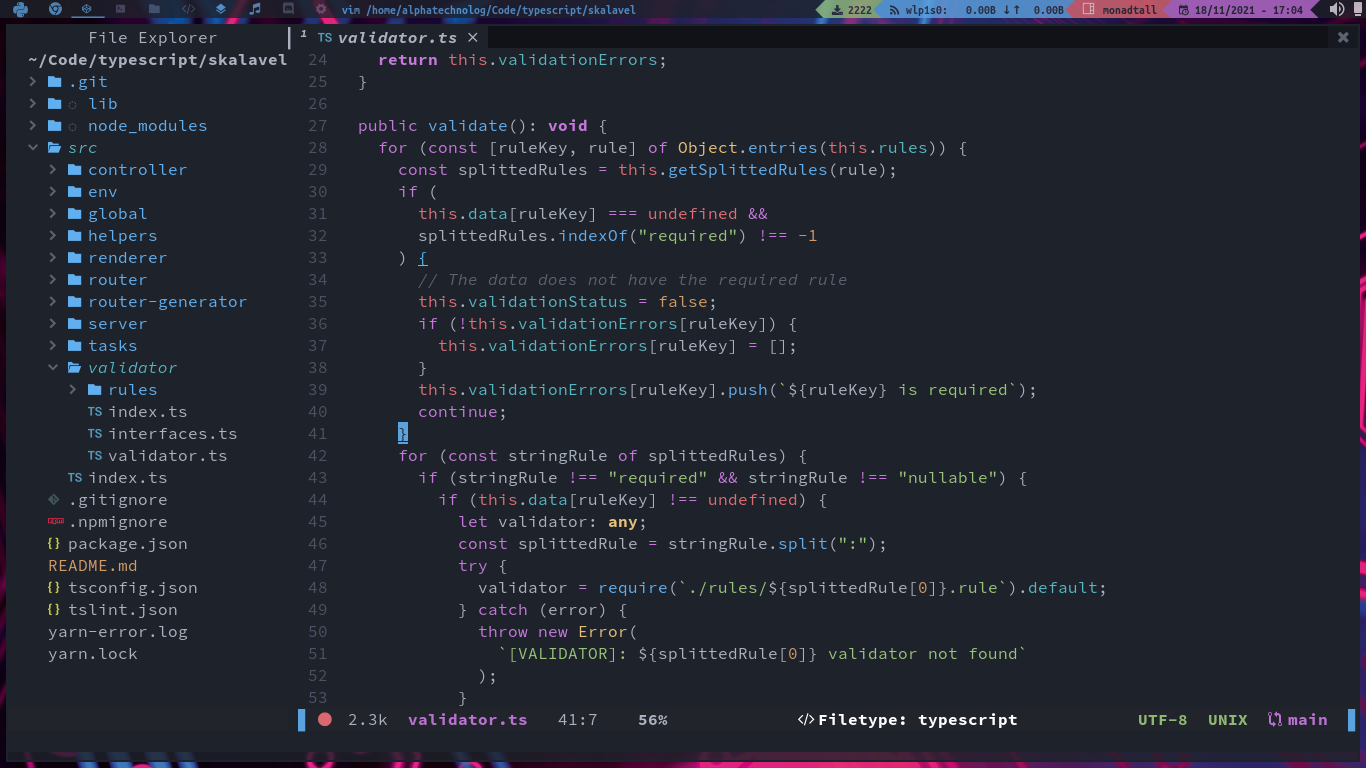 vim /home/alphatechnolog/Code/typescript/skalavel
2222
wlp1s0: 0.00B ↓↑ 0.00B
monadtall
18/11/2021 - 17:04
File Explorer
1 TS validator.ts ×
~/Code/typescript/skalavel
.git
lib
node_modules
src
controller
env
global
helpers
renderer
router
router-generator
server
tasks
validator
rules
TS index.ts
TS interfaces.ts
TS validator.ts
TS index.ts
.gitignore
npm .npmignore
{} package.json
README.md
{} tsconfig.json
{} tslint.json
yarn-error.log
yarn.lock
24 return this.validationErrors;
25 }
26
27 public validate(): void {
28 for (const [ruleKey, rule] of Object.entries(this.rules)) {
29 const splittedRules = this.getSplittedRules(rule);
30 if (
31 this.data[ruleKey] === undefined &&
32 splittedRules.indexOf("required") !== -1
33 ) {
34 // The data does not have the required rule
35 this.validationStatus = false;
36 if (!this.validationErrors[ruleKey]) {
37 this.validationErrors[ruleKey] = [];
38 }
39 this.validationErrors[ruleKey].push(`${ruleKey} is required`);
40 continue;
41 }
42 for (const stringRule of splittedRules) {
43 if (stringRule !== "required" && stringRule !== "nullable") {
44 if (this.data[ruleKey] !== undefined) {
45 let validator: any;
46 const splittedRule = stringRule.split(":");
47 try {
48 validator = require(`./rules/${splittedRule[0]}.rule`).default;
49 } catch (error) {
50 throw new Error(
51 `[VALIDATOR]: ${splittedRule[0]} validator not found`
52 );
53 }
2.3k validator.ts 41:7 56% </> Filetype: typescript UTF-8 UNIX main